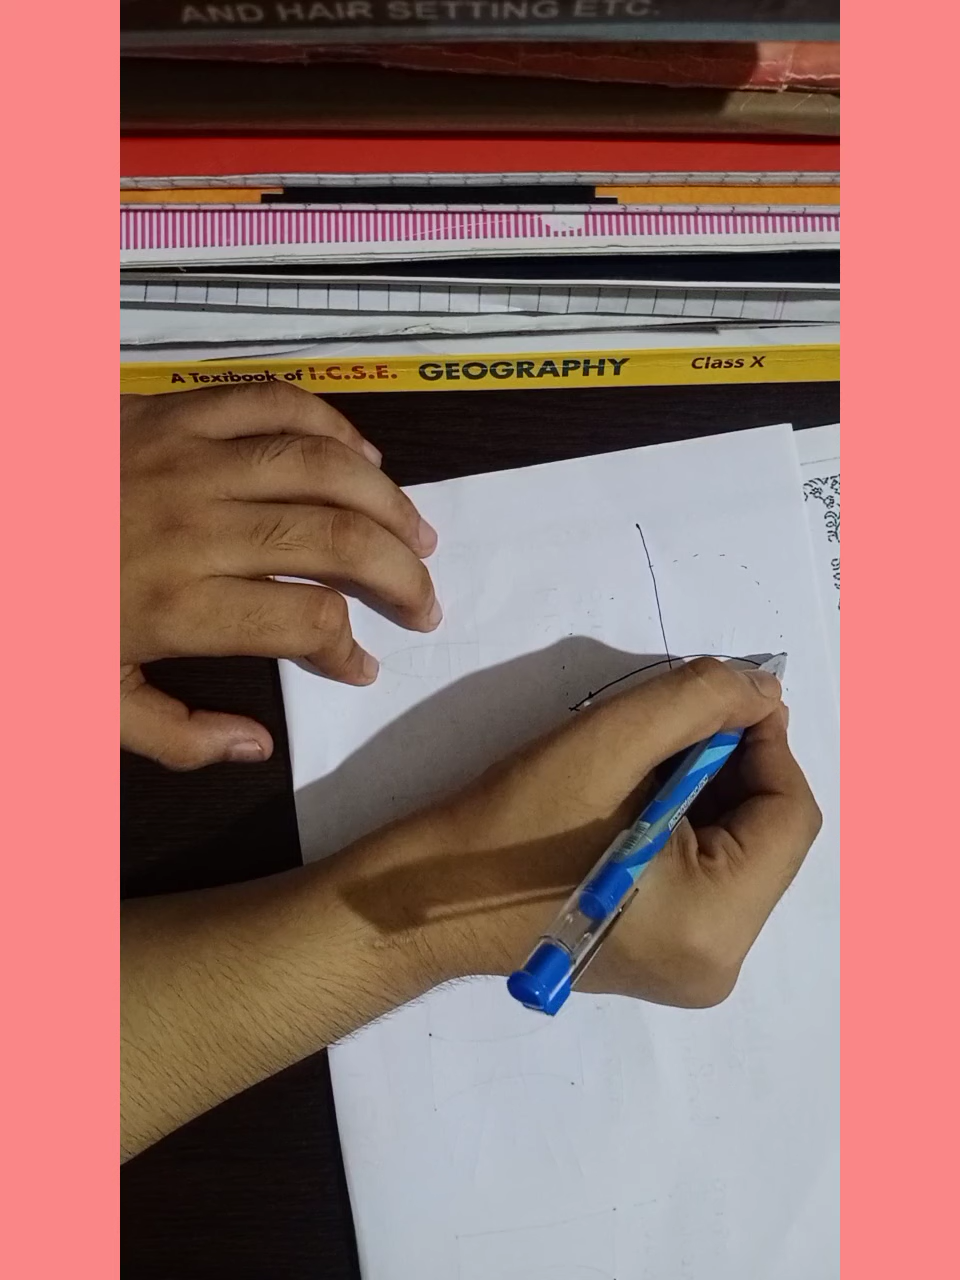 AND HAIR SETTING ETC.
A Textbook of I.C.S.E. GEOGRAPHY Class X